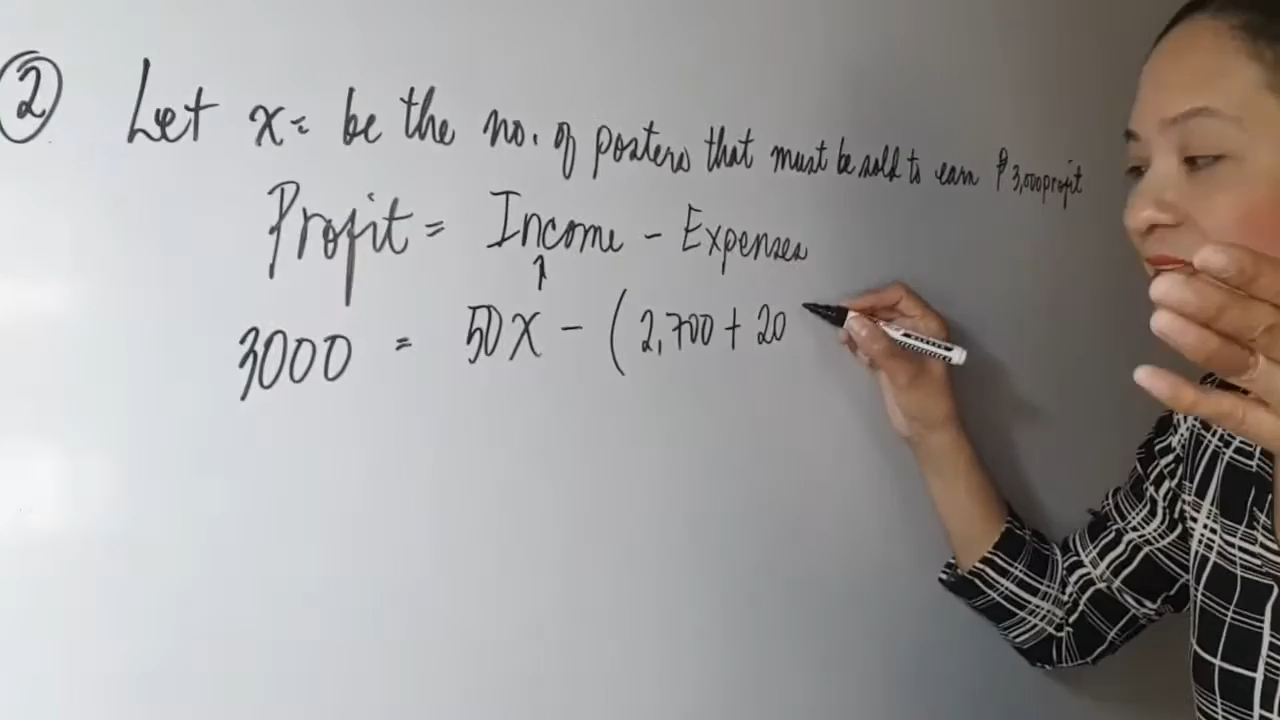 ② Let x = be the no. of posters that must be sold to earn ₱3,000 profit
Profit = Income - Expenses
↑
3000 = 50x - (2,700 + 20